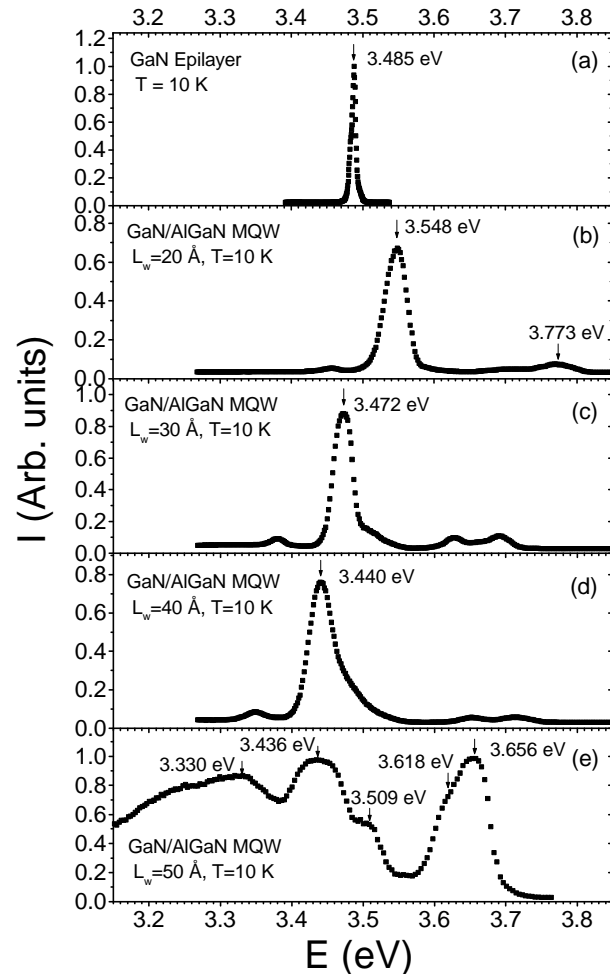 3.2 3.3 3.4 3.5 3.6 3.7 3.8
1.2
1.0
0.8
0.6
0.4
0.2
0.0
GaN Epilayer
T = 10 K
3.485 eV
(a)
0.8
0.6
0.4
0.2
0.0
GaN/AlGaN MQW
L_w=20 Å, T=10 K
3.548 eV
3.773 eV
(b)
1.0
0.8
0.6
0.4
0.2
0.0
GaN/AlGaN MQW
L_w=30 Å, T=10 K
3.472 eV
(c)
0.8
0.6
0.4
0.2
0.0
GaN/AlGaN MQW
L_w=40 Å, T=10 K
3.440 eV
(d)
1.0
0.8
0.6
0.4
0.2
0.0
3.330 eV
3.436 eV
3.509 eV
3.618 eV
3.656 eV
(e)
GaN/AlGaN MQW
L_w=50 Å, T=10 K
3.2 3.3 3.4 3.5 3.6 3.7 3.8
I (Arb. units)
E (eV)